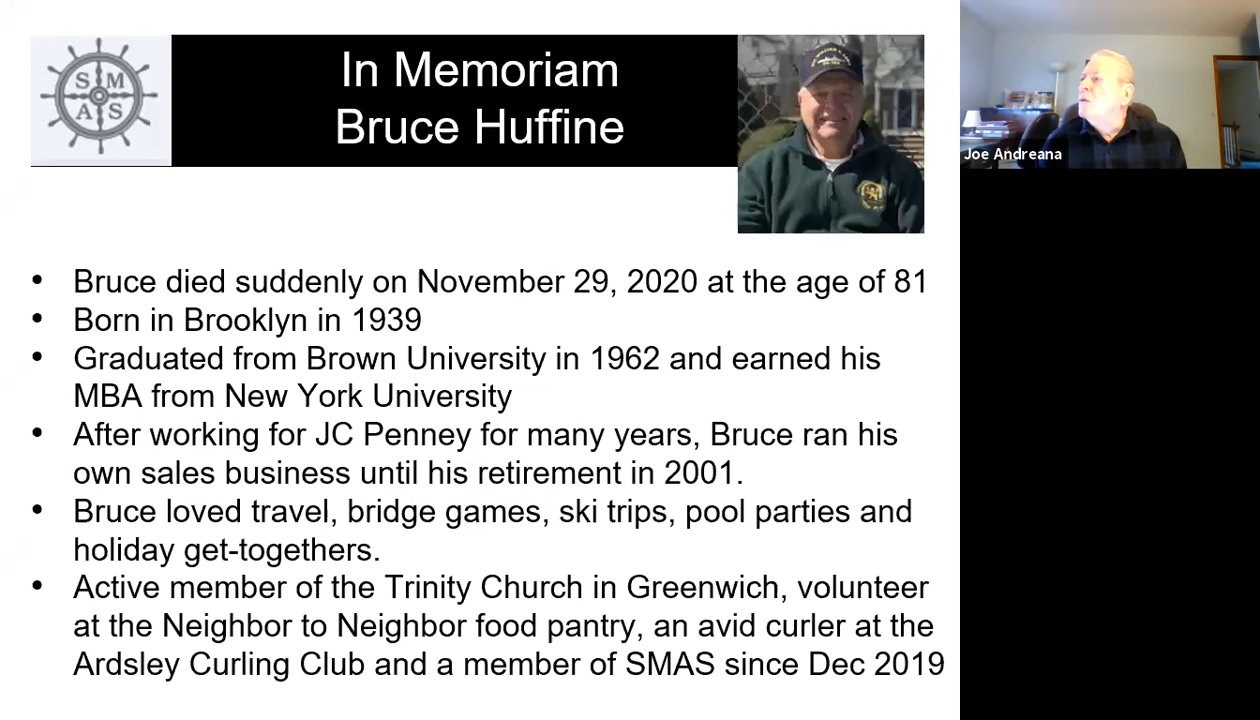 SM
AS
In Memoriam
Bruce Huffine
Joe Andreana
• Bruce died suddenly on November 29, 2020 at the age of 81
• Born in Brooklyn in 1939
• Graduated from Brown University in 1962 and earned his
MBA from New York University
• After working for JC Penney for many years, Bruce ran his
own sales business until his retirement in 2001.
• Bruce loved travel, bridge games, ski trips, pool parties and
holiday get-togethers.
• Active member of the Trinity Church in Greenwich, volunteer
at the Neighbor to Neighbor food pantry, an avid curler at the
Ardsley Curling Club and a member of SMAS since Dec 2019